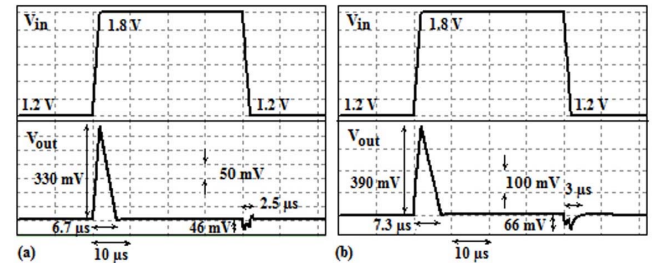 Vin
1.8 V
1.2 V
1.2 V
Vout
330 mV
50 mV
2.5 µs
6.7 µs
46 mV
(a)
10 µs
Vin
1.8 V
1.2 V
1.2 V
Vout
390 mV
100 mV
3 µs
7.3 µs
66 mV
(b)
10 µs